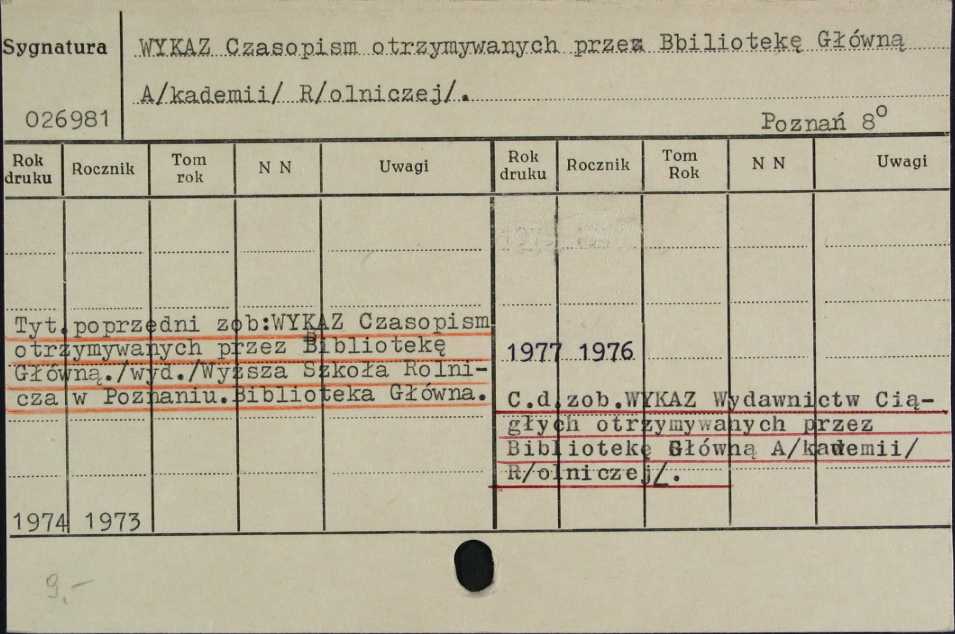 Sygnatura
WYKAZ Czasopism otrzymywanych przez Bbiliotekę Główną
A/kademii/ R/olniczej/.
026981
Poznań 8⁰
Rok druku Rocznik Tom rok N N Uwagi Rok druku Rocznik Tom Rok N N Uwagi
Tyt.poprzędni zob:WYKAZ Czasopism
otrzymywanych przez Bibliotekę
Główną./wyd./Wyższa Szkoła Rolni-
cza w Poznaniu.Biblioteka Główna.
1974 1973
1977 1976
C.d.zob.WYKAZ Wydawnictw Cią-
głych otrzymywanych przez
Bibliotekę Główną A/kademii/
R/olniczej/.
9.-